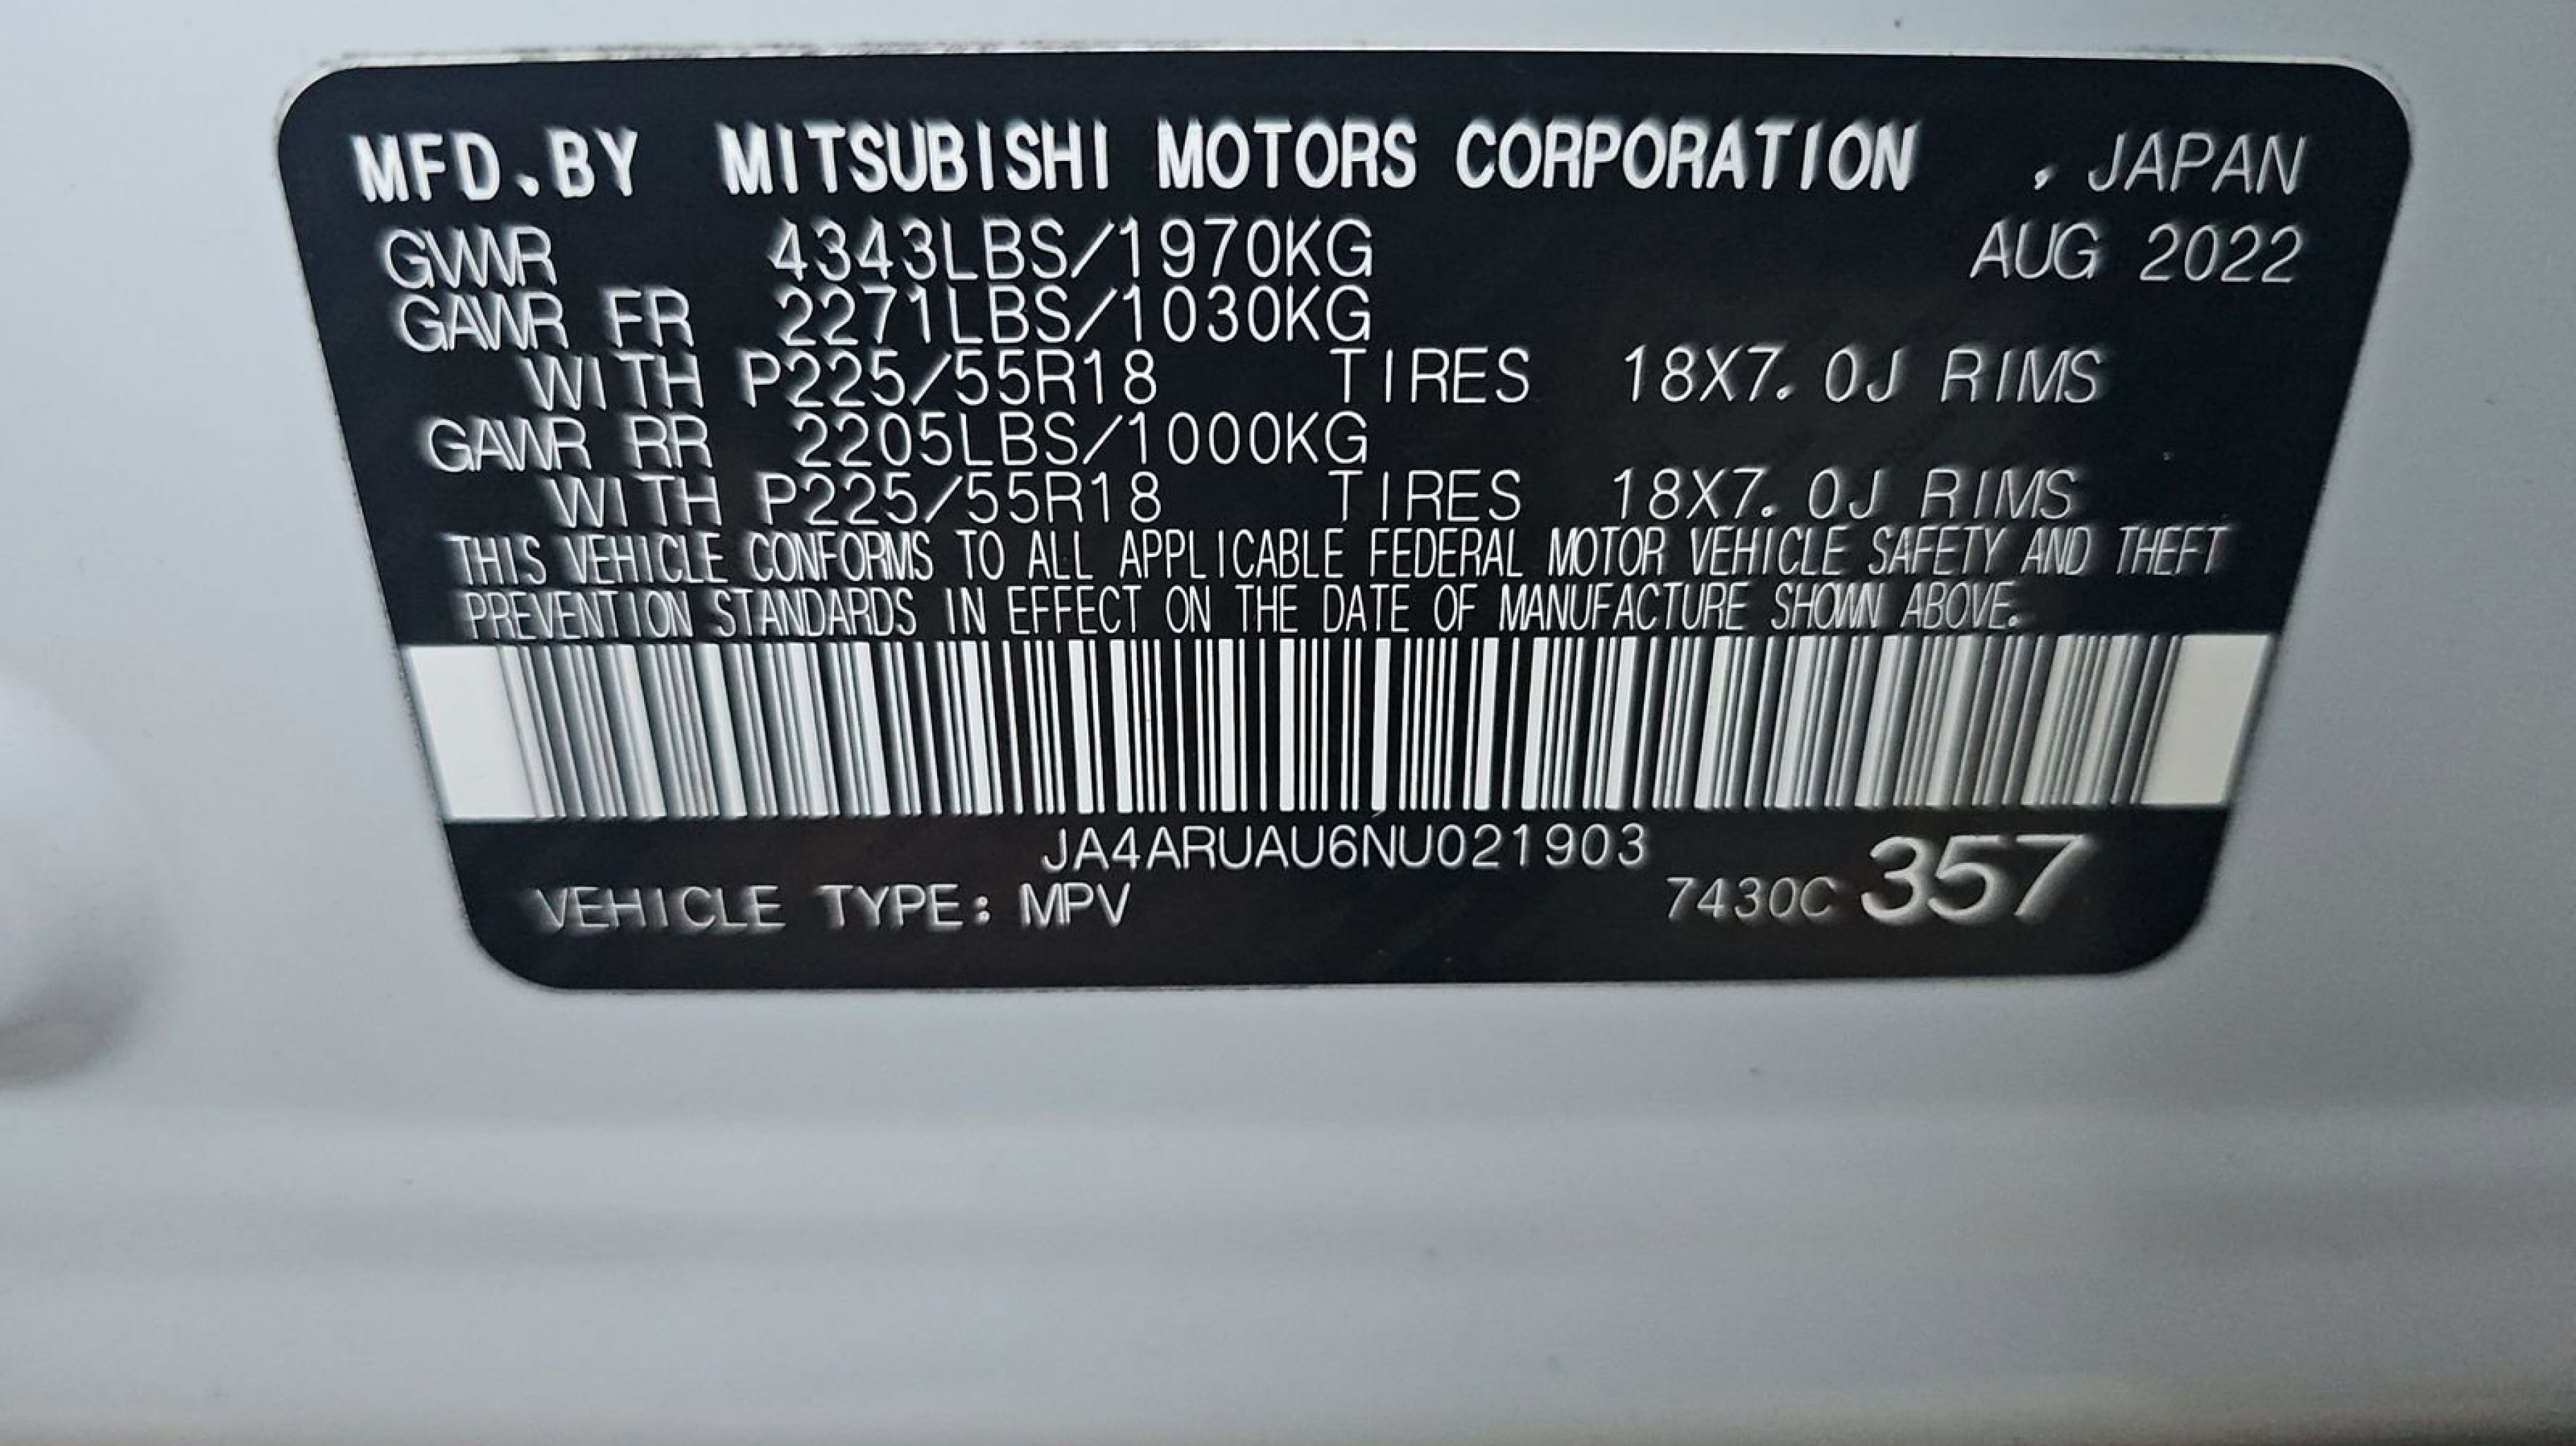 MFD.BY MITSUBISHI MOTORS CORPORATION , JAPAN
GVWR 4343LBS/1970KG AUG 2022
GAWR FR 2271LBS/1030KG
WITH P225/55R18 TIRES 18X7.0J RIMS
GAWR RR 2205LBS/1000KG
WITH P225/55R18 TIRES 18X7.0J RIMS
THIS VEHICLE CONFORMS TO ALL APPLICABLE FEDERAL MOTOR VEHICLE SAFETY AND THEFT
PREVENTION STANDARDS IN EFFECT ON THE DATE OF MANUFACTURE SHOWN ABOVE.
JA4ARUAU6NU021903
VEHICLE TYPE: MPV 7430C 357